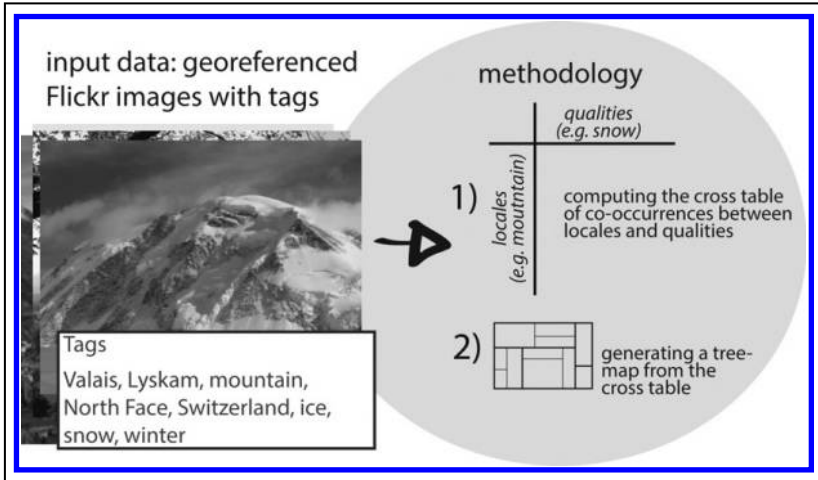 input data: georeferenced
Flickr images with tags
Tags
Valais, Lyskam, mountain,
North Face, Switzerland, ice,
snow, winter
methodology
qualities
(e.g. snow)
1)
locales
(e.g. moutntain)
computing the cross table
of co-occurrences between
locales and qualities
2)
generating a tree-
map from the
cross table